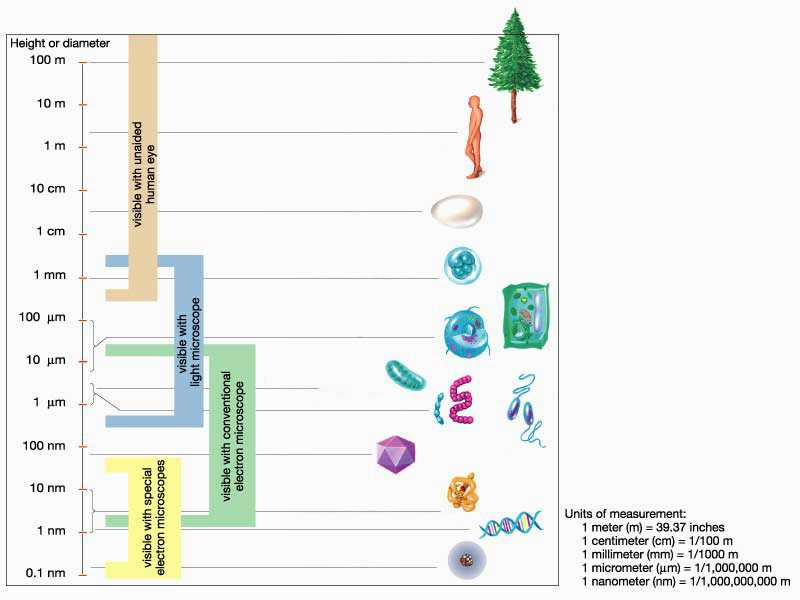 Height or diameter
100 m
10 m
1 m
10 cm
1 cm
1 mm
100 μm
10 μm
1 μm
100 nm
10 nm
1 nm
0.1 nm
visible with unaided
human eye
visible with
light microscope
visible with conventional
electron microscope
visible with special
electron microscopes
Units of measurement:
1 meter (m) = 39.37 inches
1 centimeter (cm) = 1/100 m
1 millimeter (mm) = 1/1000 m
1 micrometer (μm) = 1/1,000,000 m
1 nanometer (nm) = 1/1,000,000,000 m